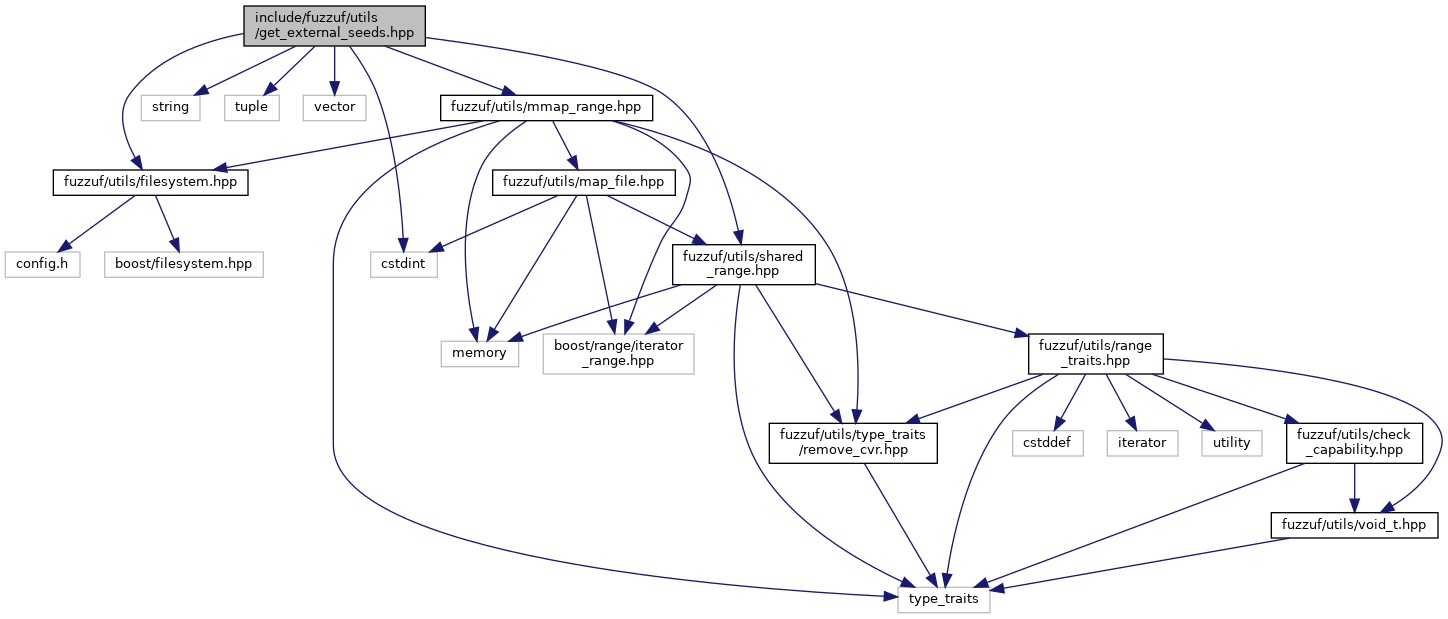 include/fuzzuf/utils
/get_external_seeds.hpp
string
tuple
vector
fuzzuf/utils/mmap_range.hpp
fuzzuf/utils/filesystem.hpp
fuzzuf/utils/map_file.hpp
config.h
boost/filesystem.hpp
cstdint
fuzzuf/utils/shared
_range.hpp
memory
boost/range/iterator
_range.hpp
fuzzuf/utils/range
_traits.hpp
fuzzuf/utils/type_traits
/remove_cvr.hpp
cstddef
iterator
utility
fuzzuf/utils/check
_capability.hpp
fuzzuf/utils/void_t.hpp
type_traits